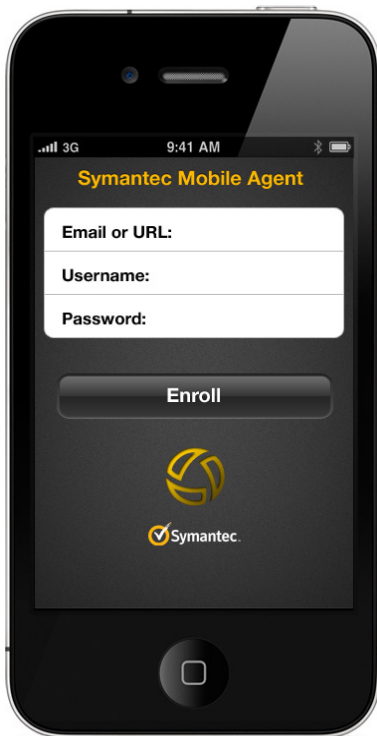 3G 9:41 AM
Symantec Mobile Agent
Email or URL:
Username:
Password:
Enroll
Symantec.